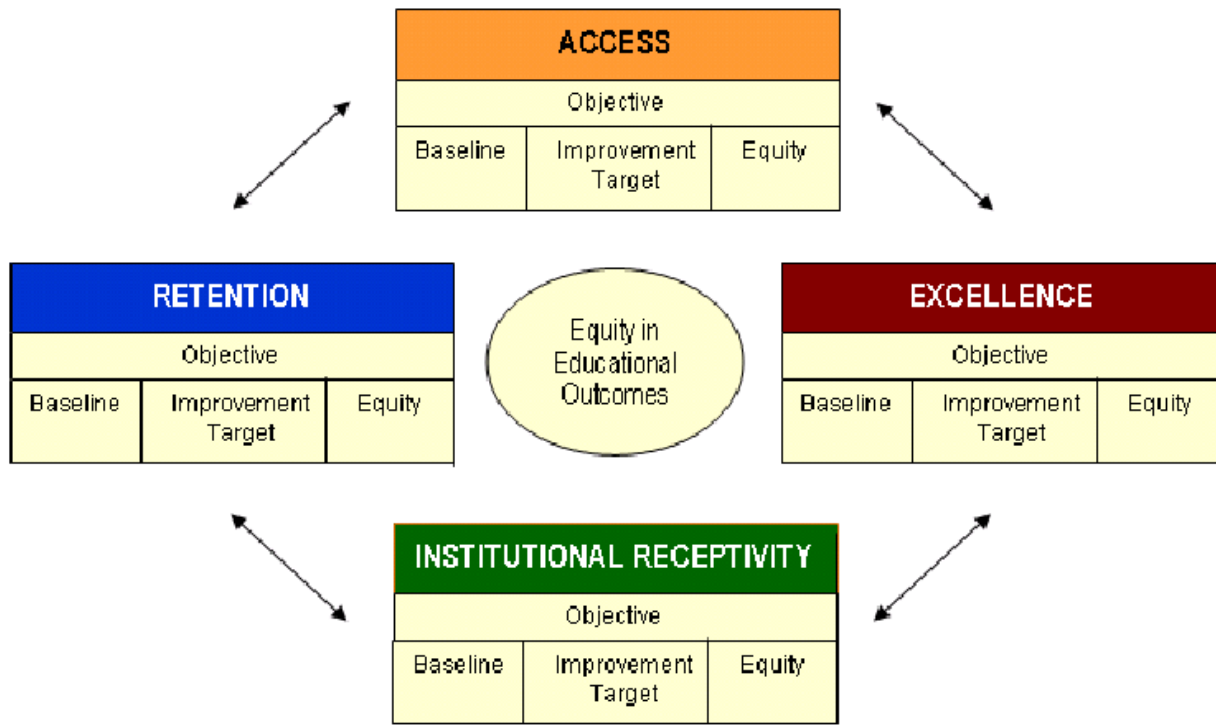 ACCESS
Objective
Baseline
Improvement
Target
Equity
RETENTION
Objective
Baseline
Improvement
Target
Equity
Equity in
Educational
Outcomes
EXCELLENCE
Objective
Baseline
Improvement
Target
Equity
INSTITUTIONAL RECEPTIVITY
Objective
Baseline
Improvement
Target
Equity